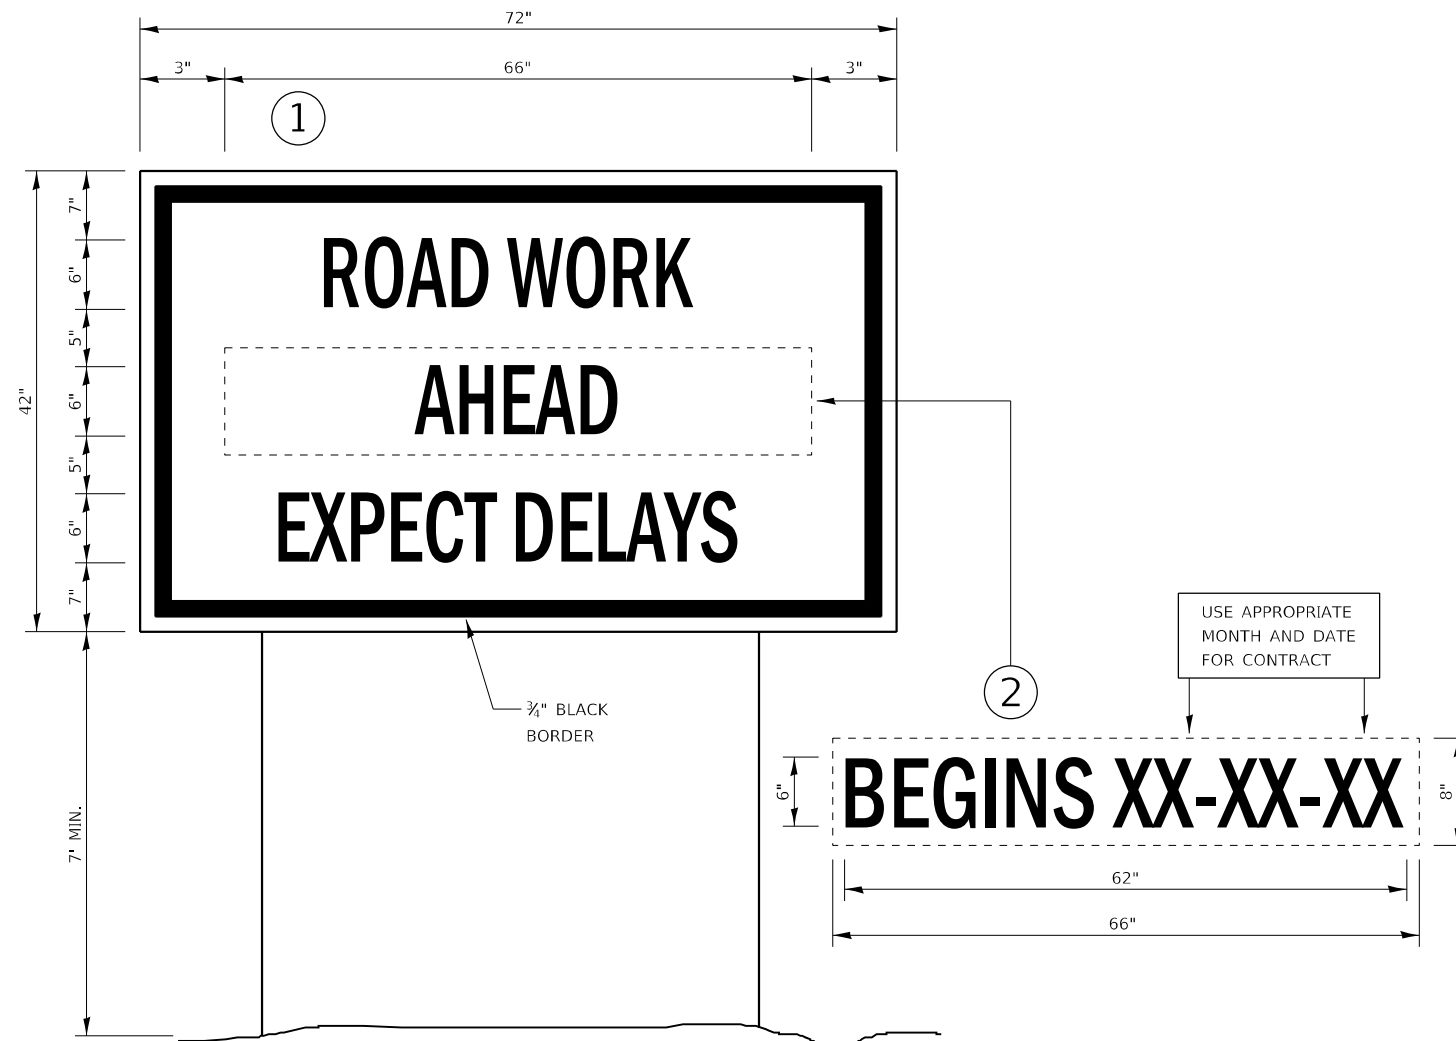 72"
3" 66" 3"
1
7"
6"
5"
6"
5"
6"
7"
42"
ROAD WORK
AHEAD
EXPECT DELAYS
¾" BLACK
BORDER
7' MIN.
2
USE APPROPRIATE
MONTH AND DATE
FOR CONTRACT
6"
BEGINS XX-XX-XX
8"
62"
66"